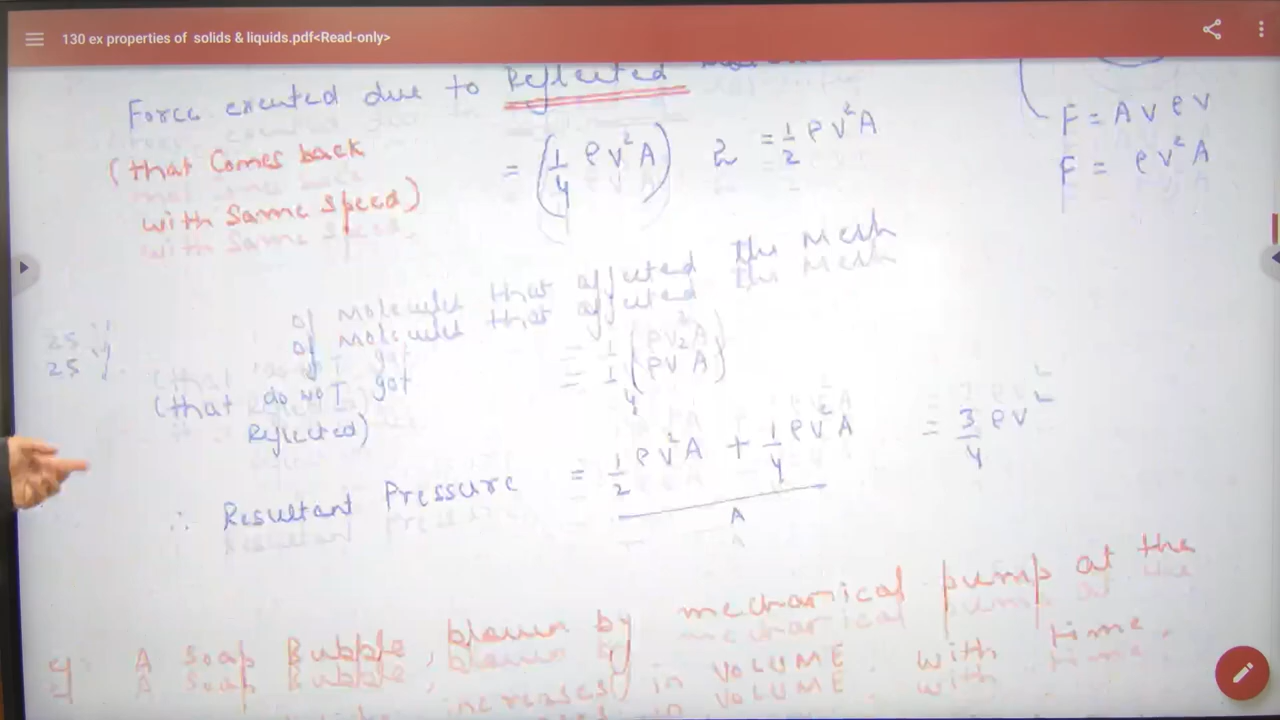 130 ex properties of solids & liquids.pdf<Read-only>
Force exerted due to Reflected
(that comes back with same speed)
= (1/4 ρv²A) 2 = 1/2 ρv²A
F = A v ρ v
F = ρv²A
25 %. of molecules that affected the Mesh
(that do NOT got Reflected)
= 1/4 (ρv²A)
∴ Resultant Pressure = (1/2 ρv²A + 1/4 ρv²A) / A = 3/4 ρv²
A Soap Bubble, blown by mechanical pump at the
increases in VOLUME. with time.